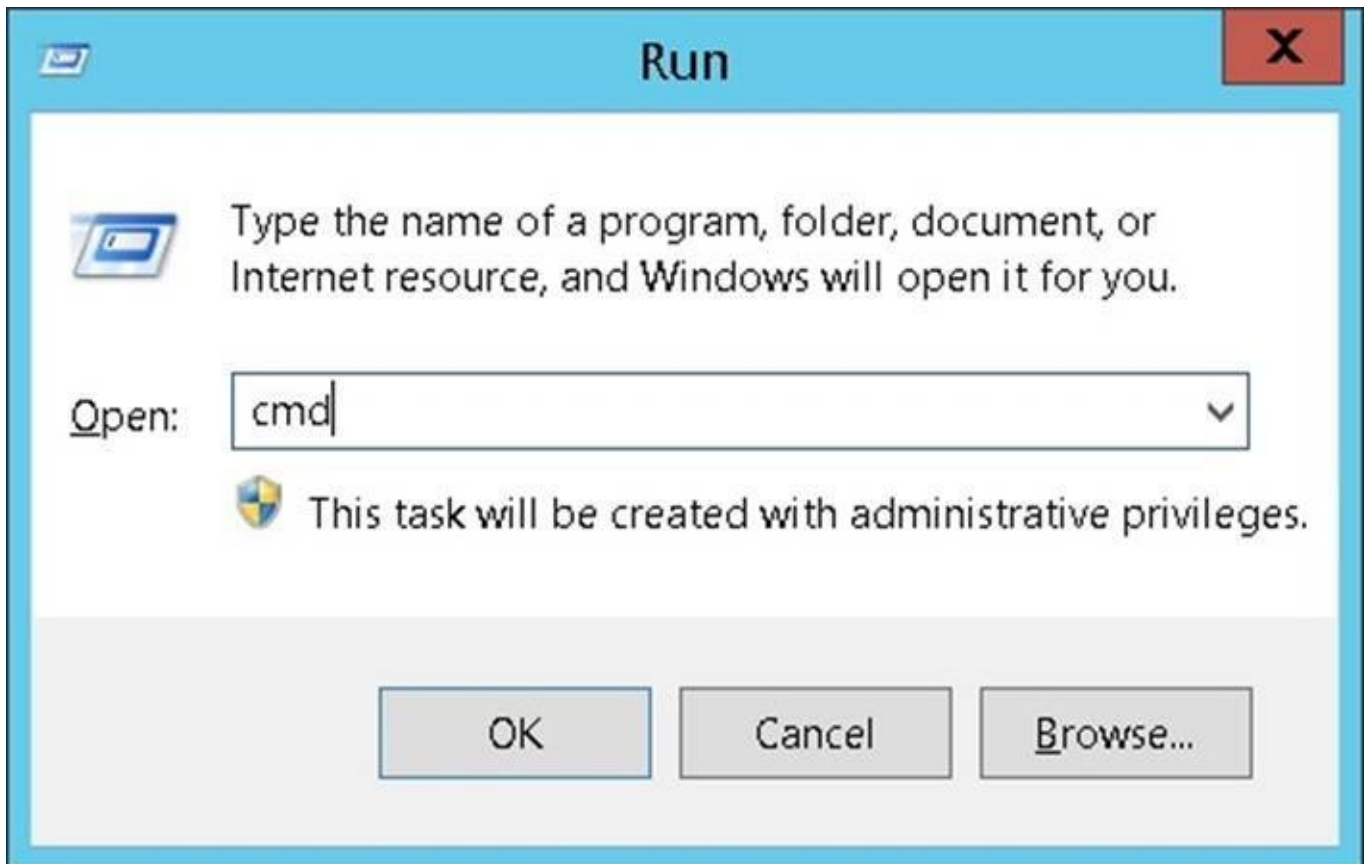 Run
X
Type the name of a program, folder, document, or
Internet resource, and Windows will open it for you.
Open: cmd
This task will be created with administrative privileges.
OK Cancel Browse...